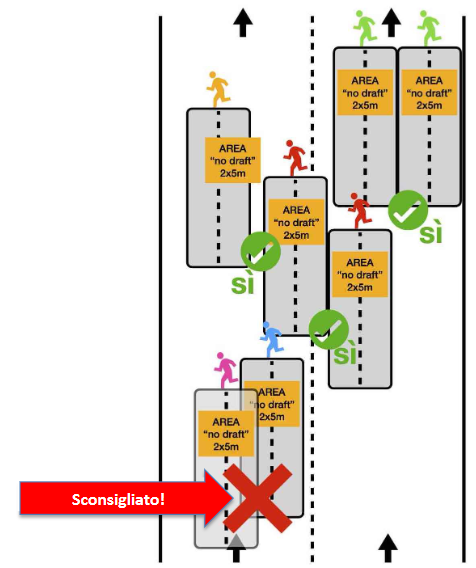 AREA
“no draft”
2x5m
AREA
“no draft”
2x5m
AREA
“no draft”
2x5m
AREA
“no draft”
2x5m
sì
AREA
“no draft”
2x5m
sì
sì
AREA
“no draft”
2x5m
AREA
“no draft”
2x5m
Sconsigliato!